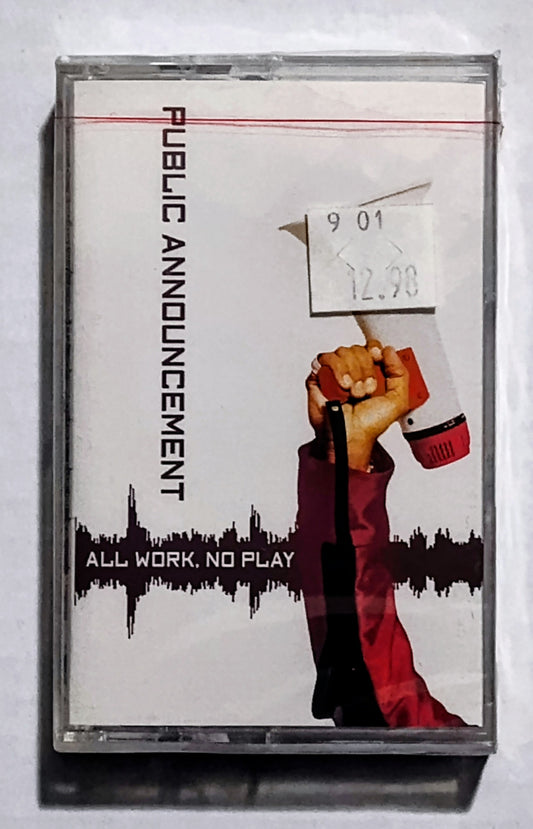 PUBLIC ANNOUNCEMENT
9 01
12.98
ALL WORK, NO PLAY